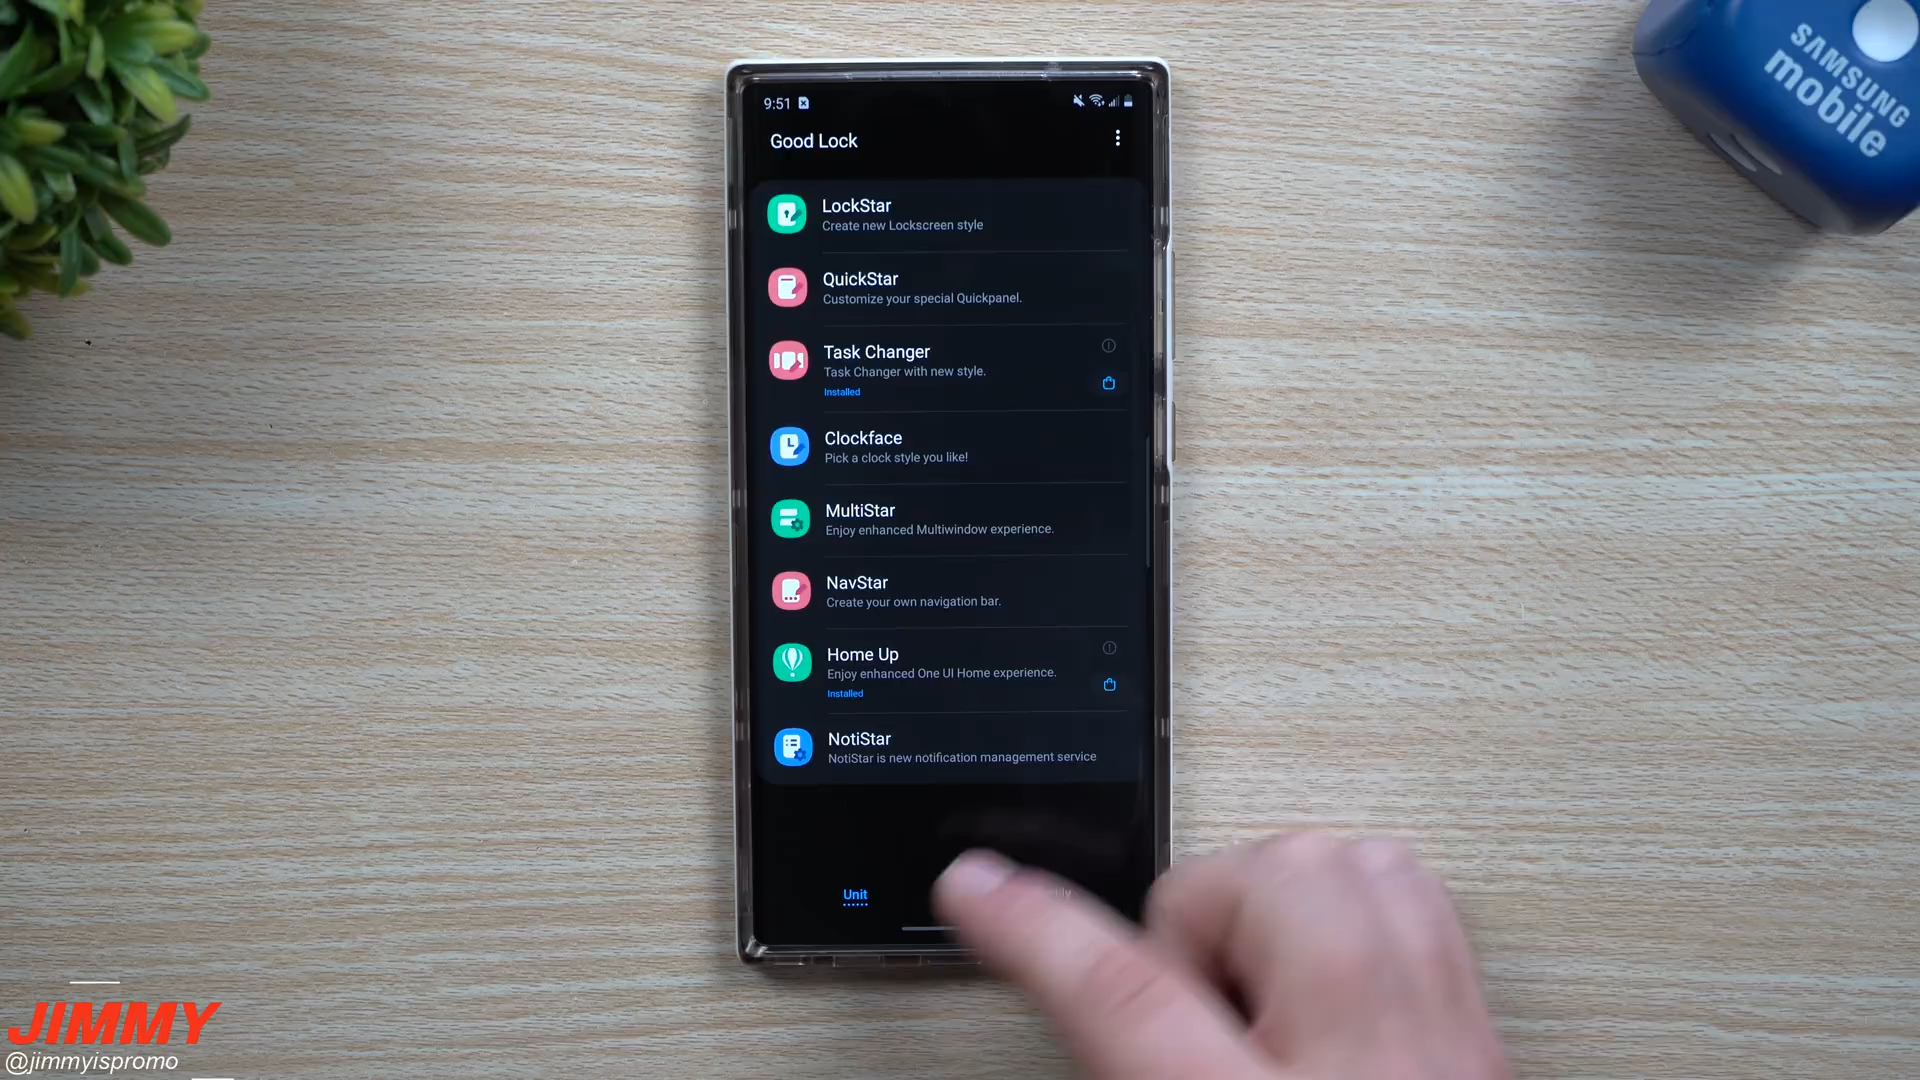 SAMSUNG
mobile
9:51
Good Lock
LockStar
Create new Lockscreen style
QuickStar
Customize your special Quickpanel.
Task Changer
Task Changer with new style.
Installed
Clockface
Pick a clock style you like!
MultiStar
Enjoy enhanced Multiwindow experience.
NavStar
Create your own navigation bar.
Home Up
Enjoy enhanced One UI Home experience.
Installed
NotiStar
NotiStar is new notification management service
Unit
JIMMY
@jimmyispromo